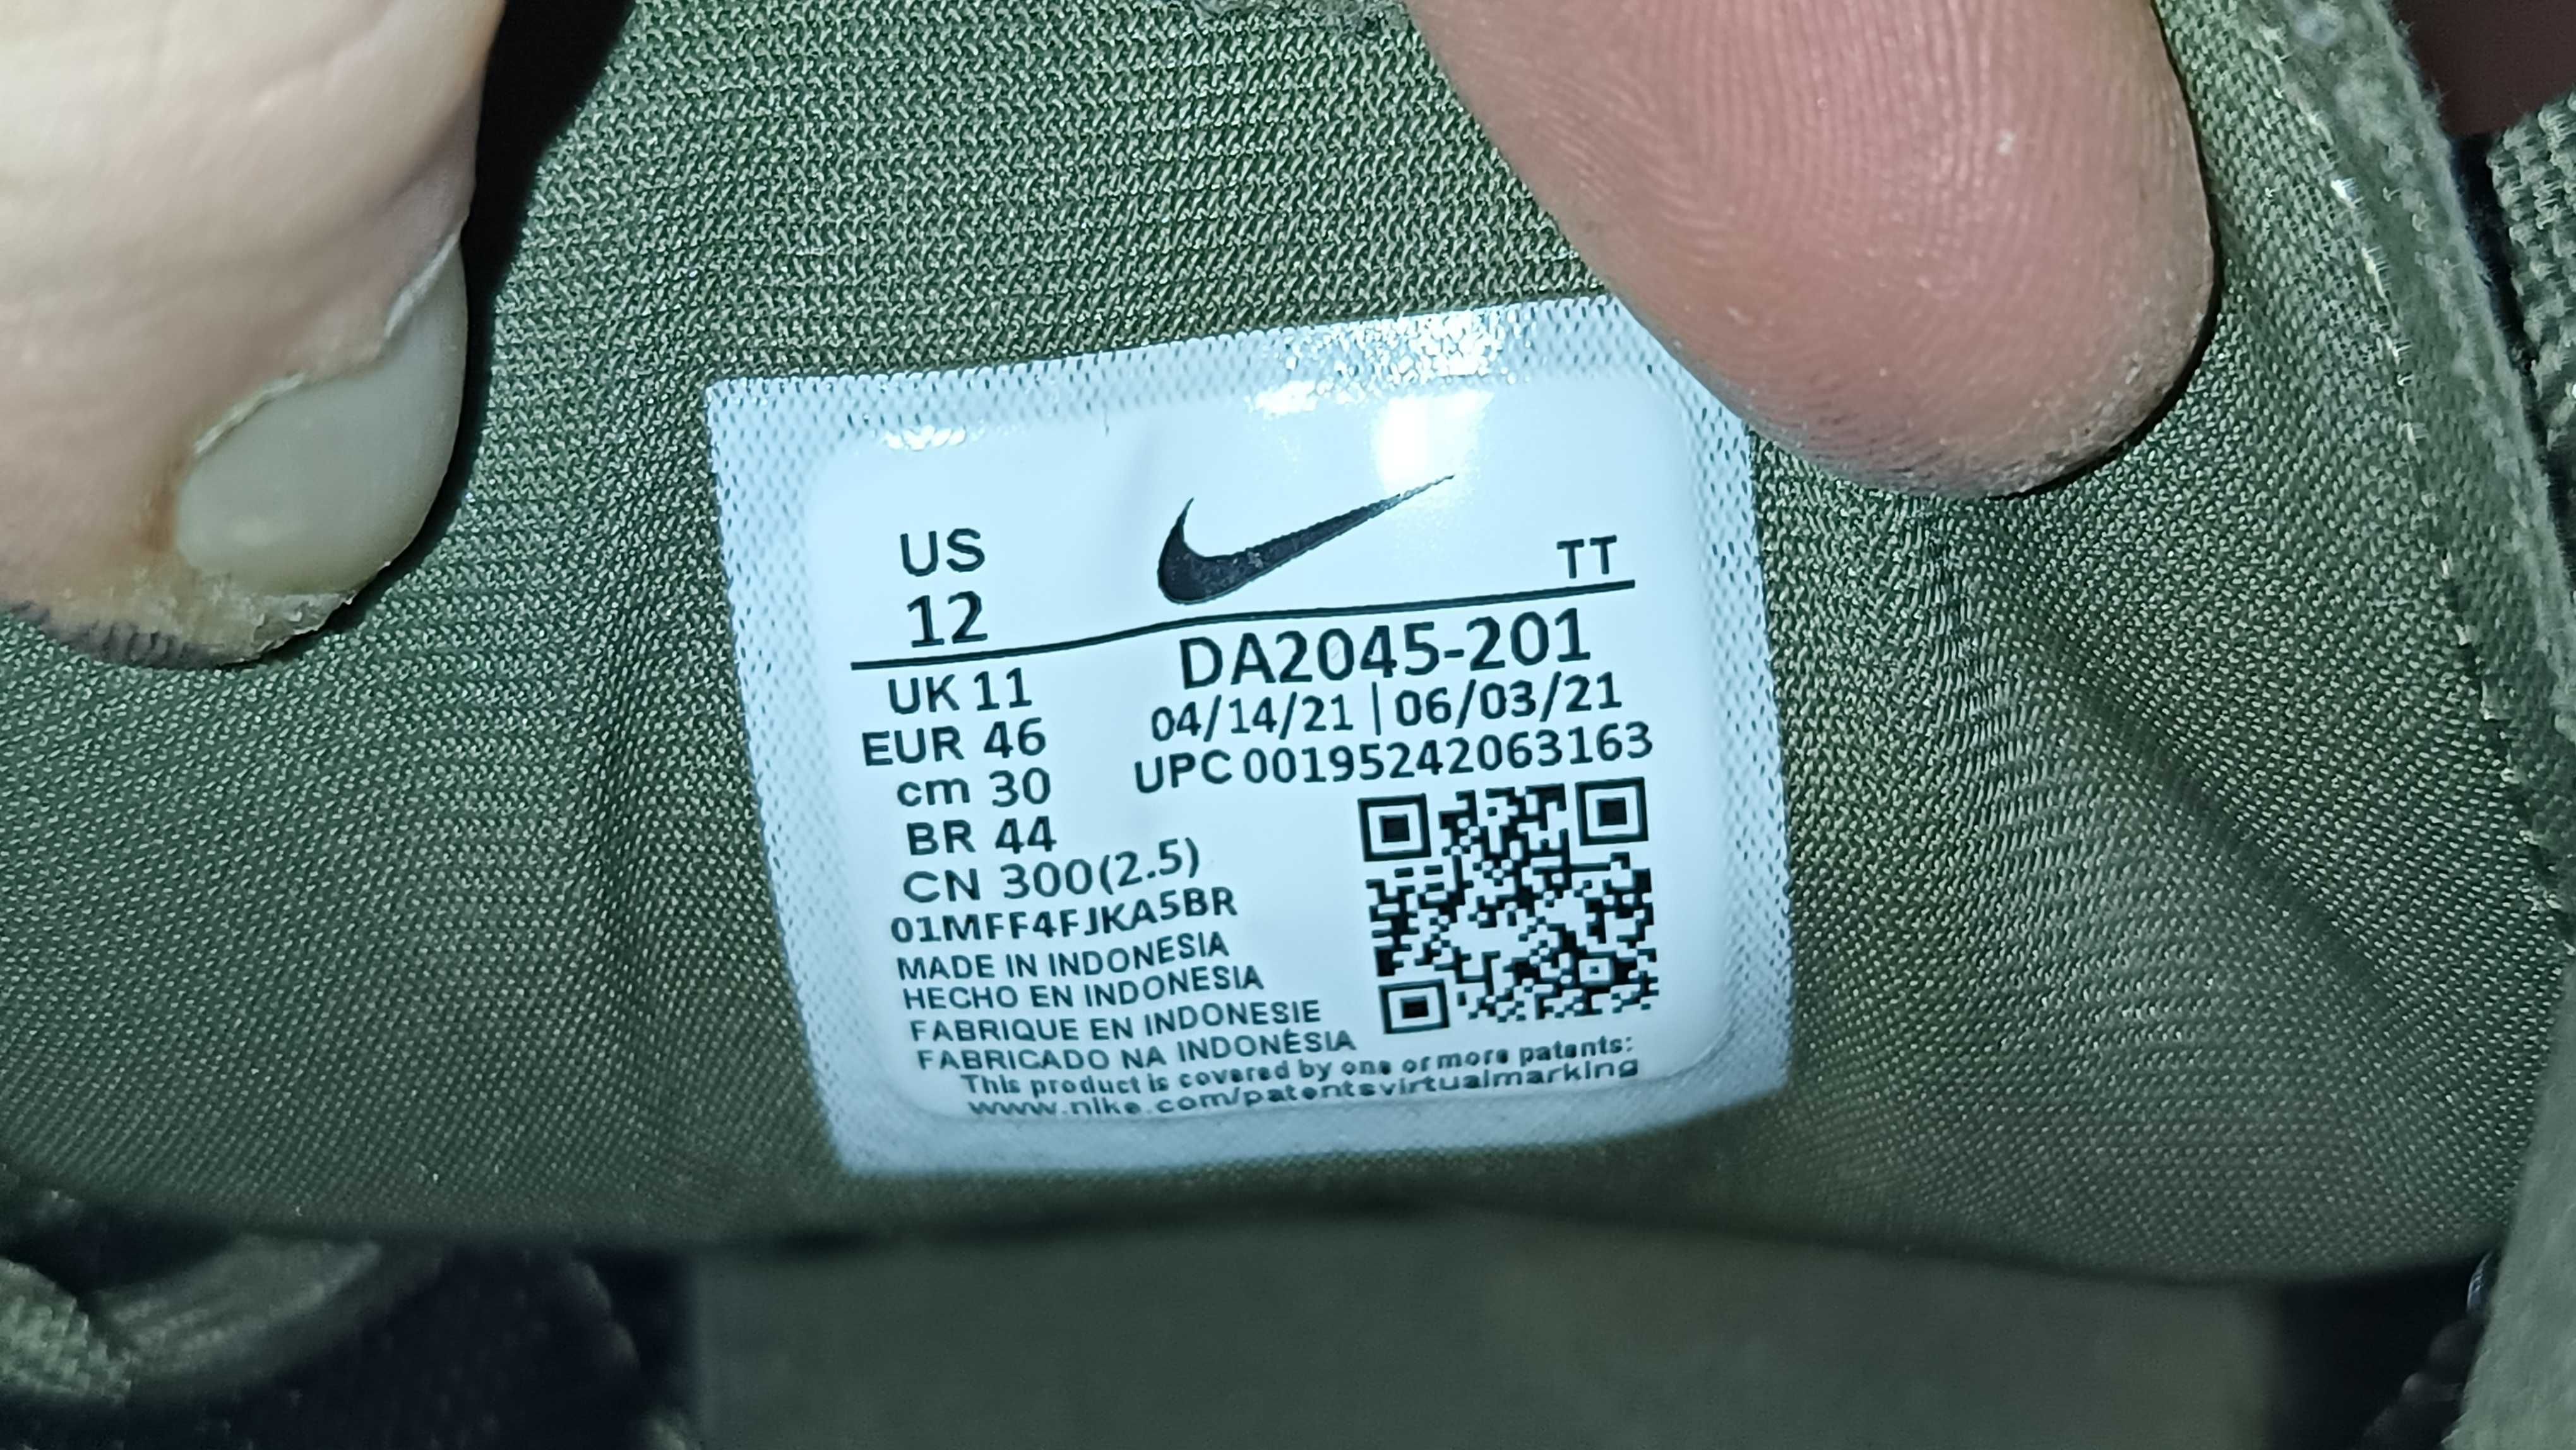 US
12
TT
DA2045-201
UK 11
04/14/21 | 06/03/21
EUR 46
UPC 00195242063163
cm 30
BR 44
CN 300(2.5)
01MFF4FJKA5BR
MADE IN INDONESIA
HECHO EN INDONESIA
FABRIQUE EN INDONESIE
FABRICADO NA INDONÉSIA
This product is covered by one or more patents:
www.nike.com/patentsvirtualmarking